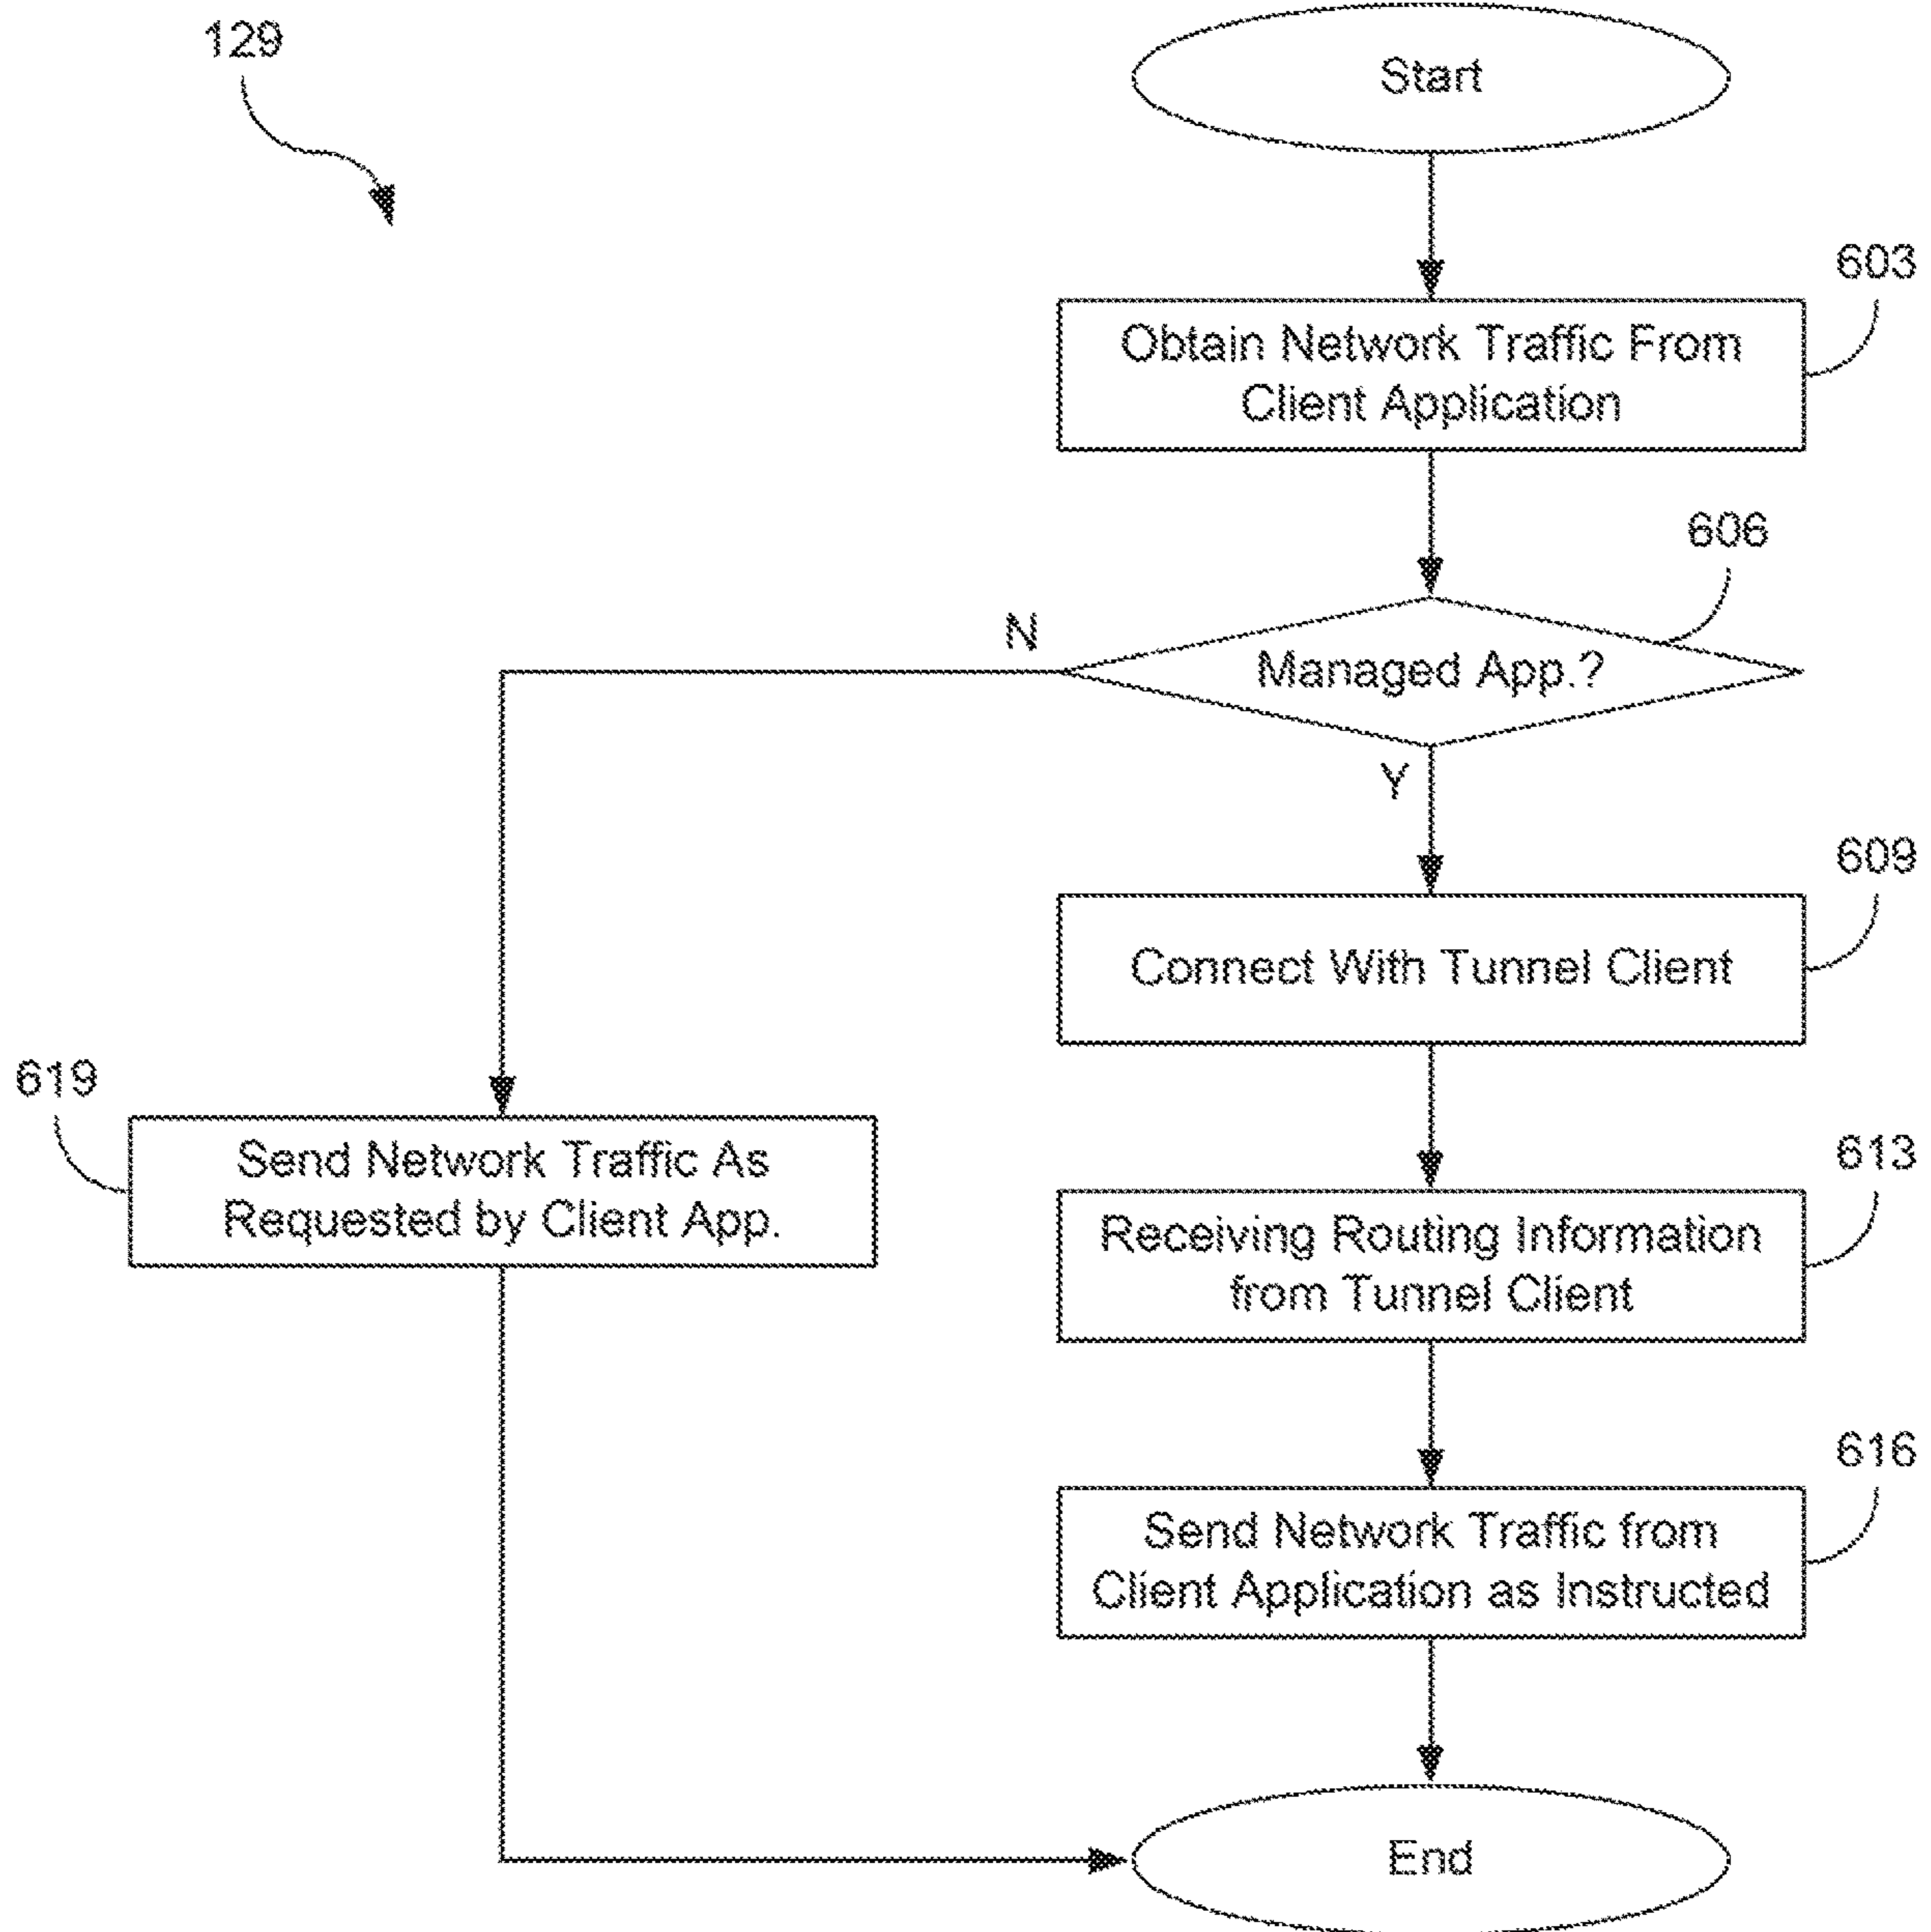 129
Start
603
Obtain Network Traffic From
Client Application
606
N
Managed App.?
Y
609
Connect With Tunnel Client
619
Send Network Traffic As
Requested by Client App.
613
Receiving Routing Information
from Tunnel Client
616
Send Network Traffic from
Client Application as Instructed
End